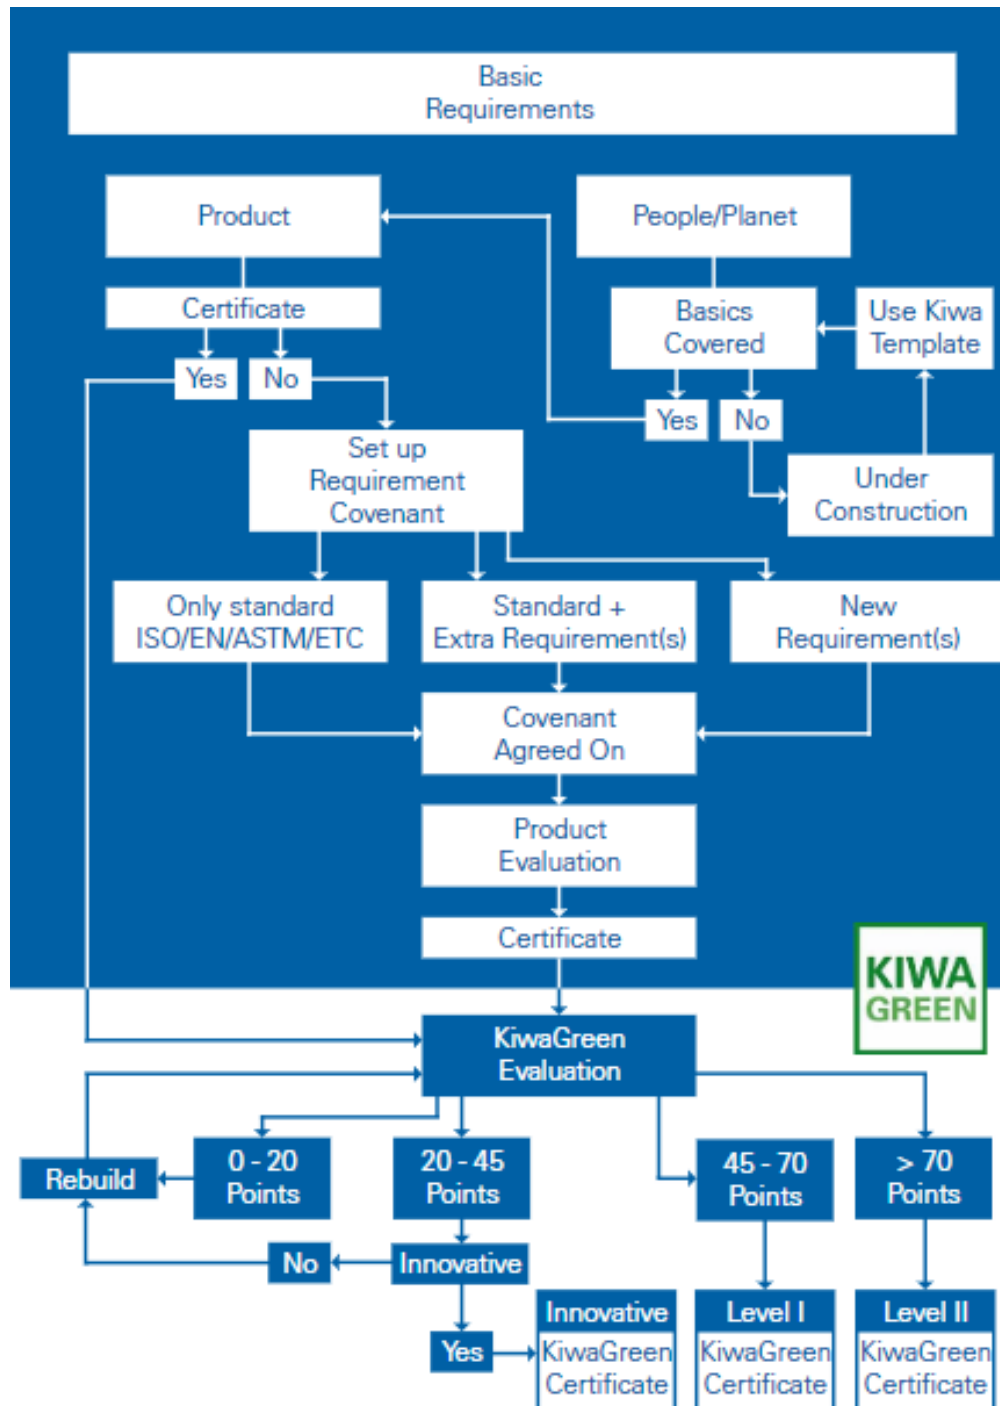 Basic
Requirements
Product
People/Planet
Certificate
Basics
Covered
Use Kiwa
Template
Yes
No
Yes
No
Set up
Requirement
Covenant
Under
Construction
Only standard
ISO/EN/ASTM/ETC
Standard +
Extra Requirement(s)
New
Requirement(s)
Covenant
Agreed On
Product
Evaluation
Certificate
KIWA
GREEN
KiwaGreen
Evaluation
Rebuild
0 - 20
Points
20 - 45
Points
45 - 70
Points
> 70
Points
No
Innovative
Yes
Innovative
KiwaGreen
Certificate
Level I
KiwaGreen
Certificate
Level II
KiwaGreen
Certificate